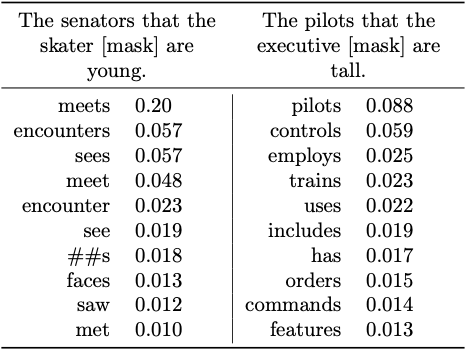 The senators that the The pilots that the
skater [mask] are executive [mask] are
young. tall.
meets 0.20 pilots 0.088
encounters 0.057 controls 0.059
sees 0.057 employs 0.025
meet 0.048 trains 0.023
encounter 0.023 uses 0.022
see 0.019 includes 0.019
##s 0.018 has 0.017
faces 0.013 orders 0.015
saw 0.012 commands 0.014
met 0.010 features 0.013